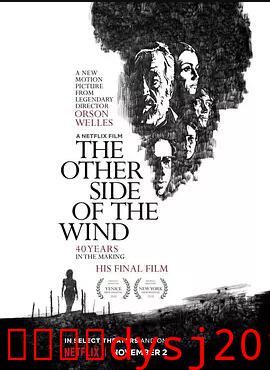 A NEW
MOTION
PICTURE
FROM
LEGENDARY
DIRECTOR
ORSON
WELLES
A NETFLIX FILM
THE
OTHER
SIDE
OF THE
WIND
40 YEARS
IN THE MAKING
HIS FINAL FILM
VENICE
NEW YORK
IN SELECT THEATERS AND ON
NETFLIX NOVEMBER 2
dysj20